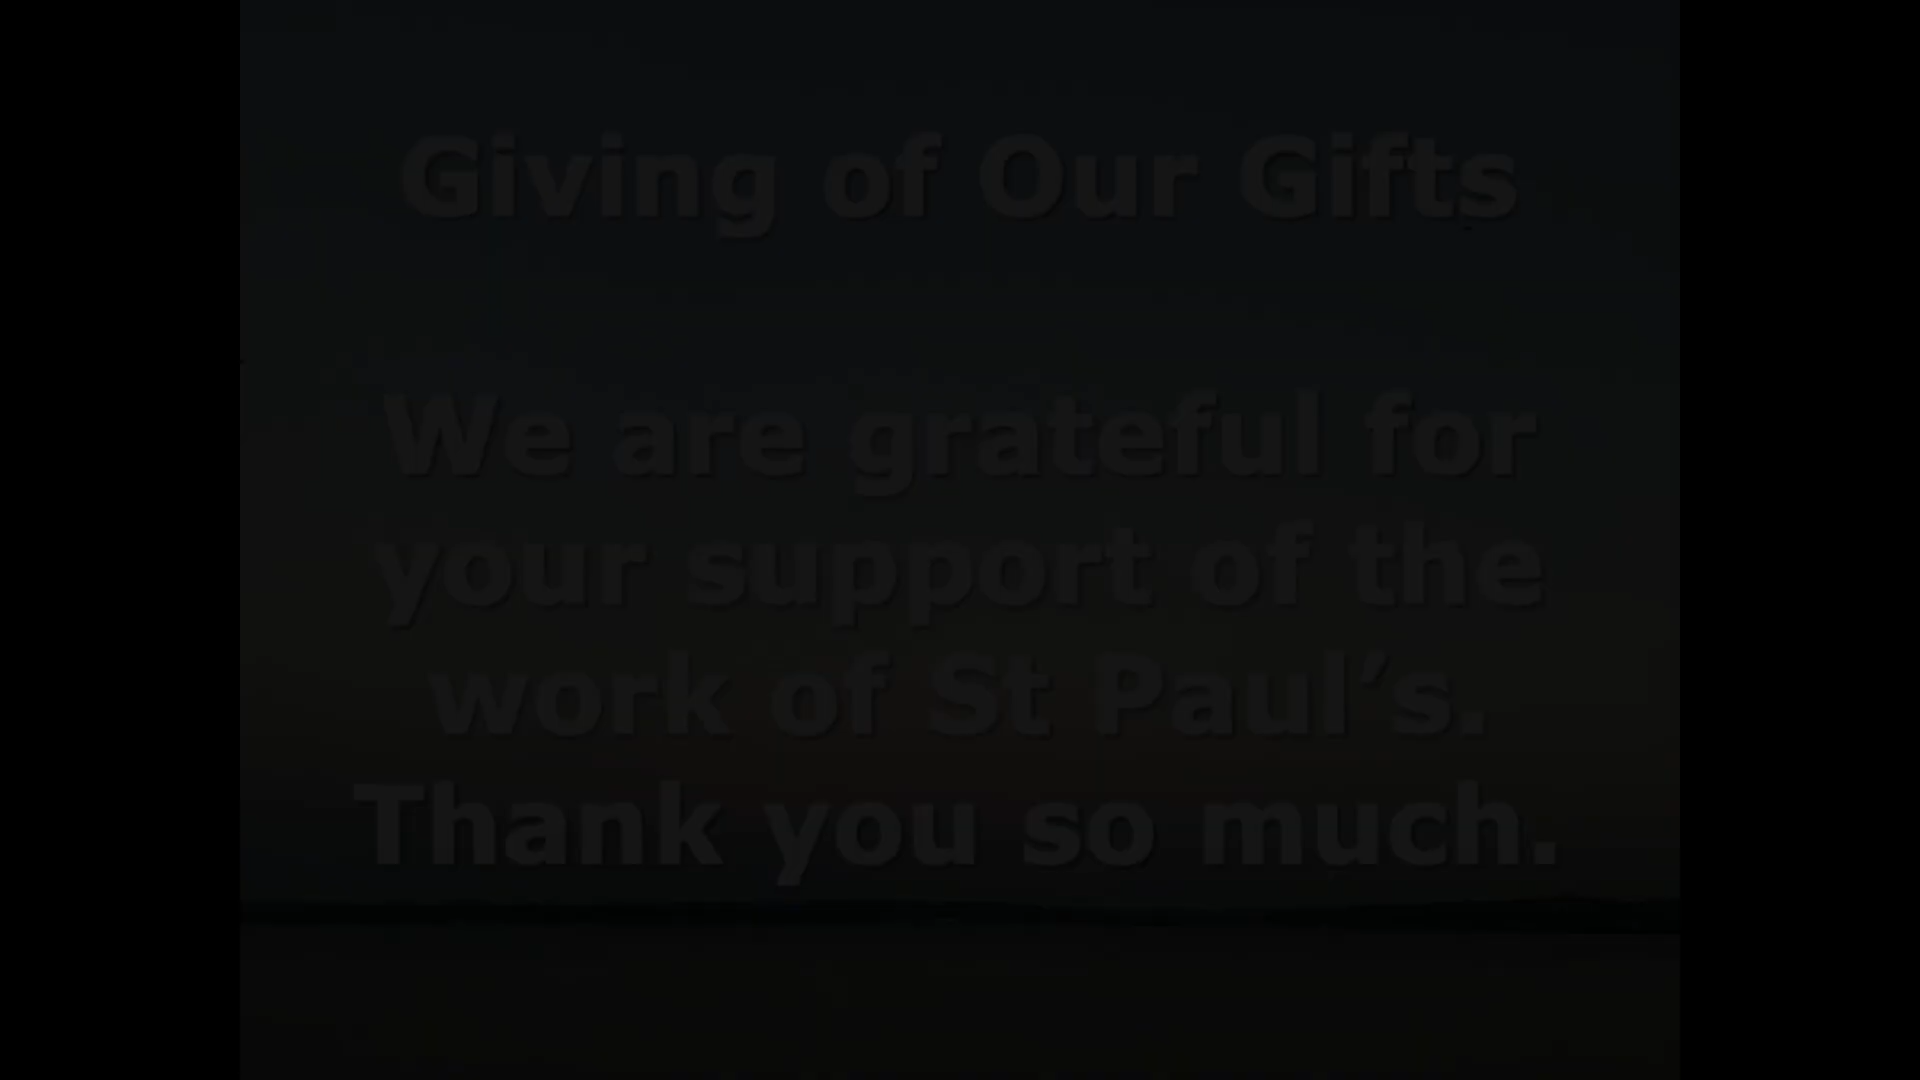 Giving of Our Gifts
We are grateful for
your support of the
work of St Paul’s.
Thank you so much.